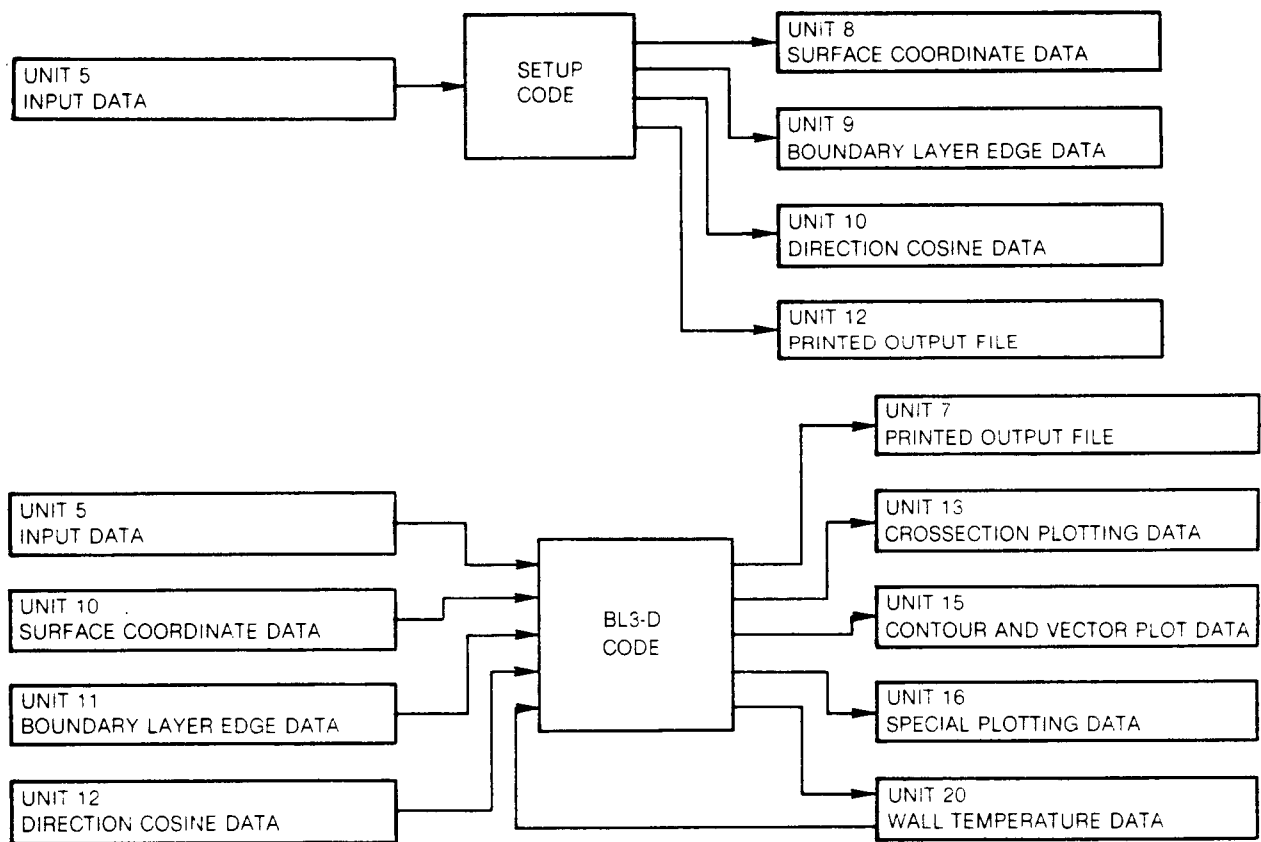 UNIT 5
INPUT DATA
SETUP
CODE
UNIT 8
SURFACE COORDINATE DATA
UNIT 9
BOUNDARY LAYER EDGE DATA
UNIT 10
DIRECTION COSINE DATA
UNIT 12
PRINTED OUTPUT FILE
UNIT 5
INPUT DATA
UNIT 10
SURFACE COORDINATE DATA
UNIT 11
BOUNDARY LAYER EDGE DATA
UNIT 12
DIRECTION COSINE DATA
BL3-D
CODE
UNIT 7
PRINTED OUTPUT FILE
UNIT 13
CROSSECTION PLOTTING DATA
UNIT 15
CONTOUR AND VECTOR PLOT DATA
UNIT 16
SPECIAL PLOTTING DATA
UNIT 20
WALL TEMPERATURE DATA